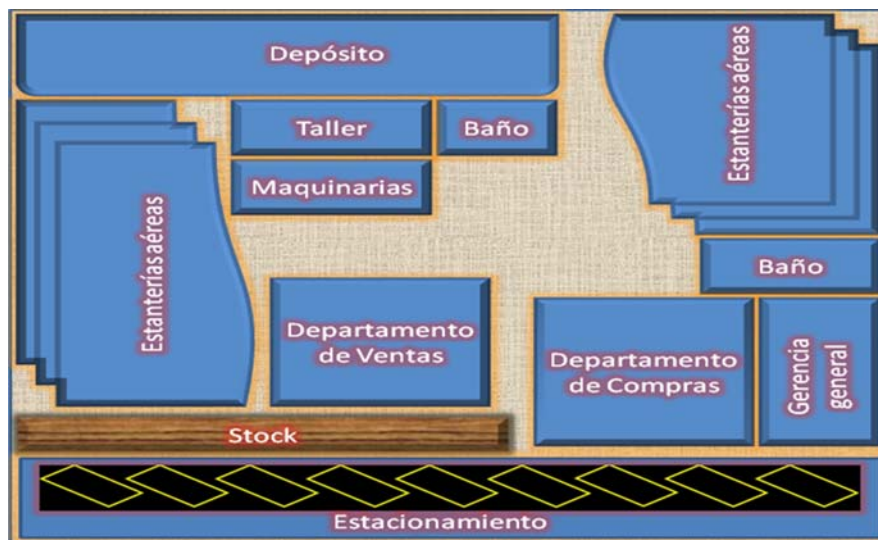 Depósito
Estanterías aéreas
Taller
Baño
Maquinarias
Estanterías aéreas
Baño
Departamento
de Ventas
Departamento
de Compras
Gerencia
general
Stock
Estacionamiento